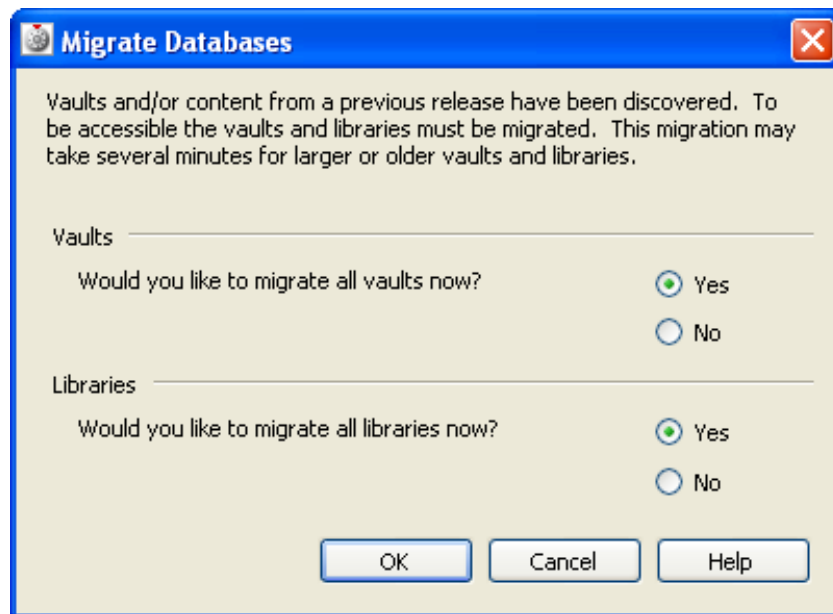 Migrate Databases
Vaults and/or content from a previous release have been discovered. To
be accessible the vaults and libraries must be migrated. This migration may
take several minutes for larger or older vaults and libraries.
Vaults
Would you like to migrate all vaults now?
Yes
No
Libraries
Would you like to migrate all libraries now?
Yes
No
OK Cancel Help